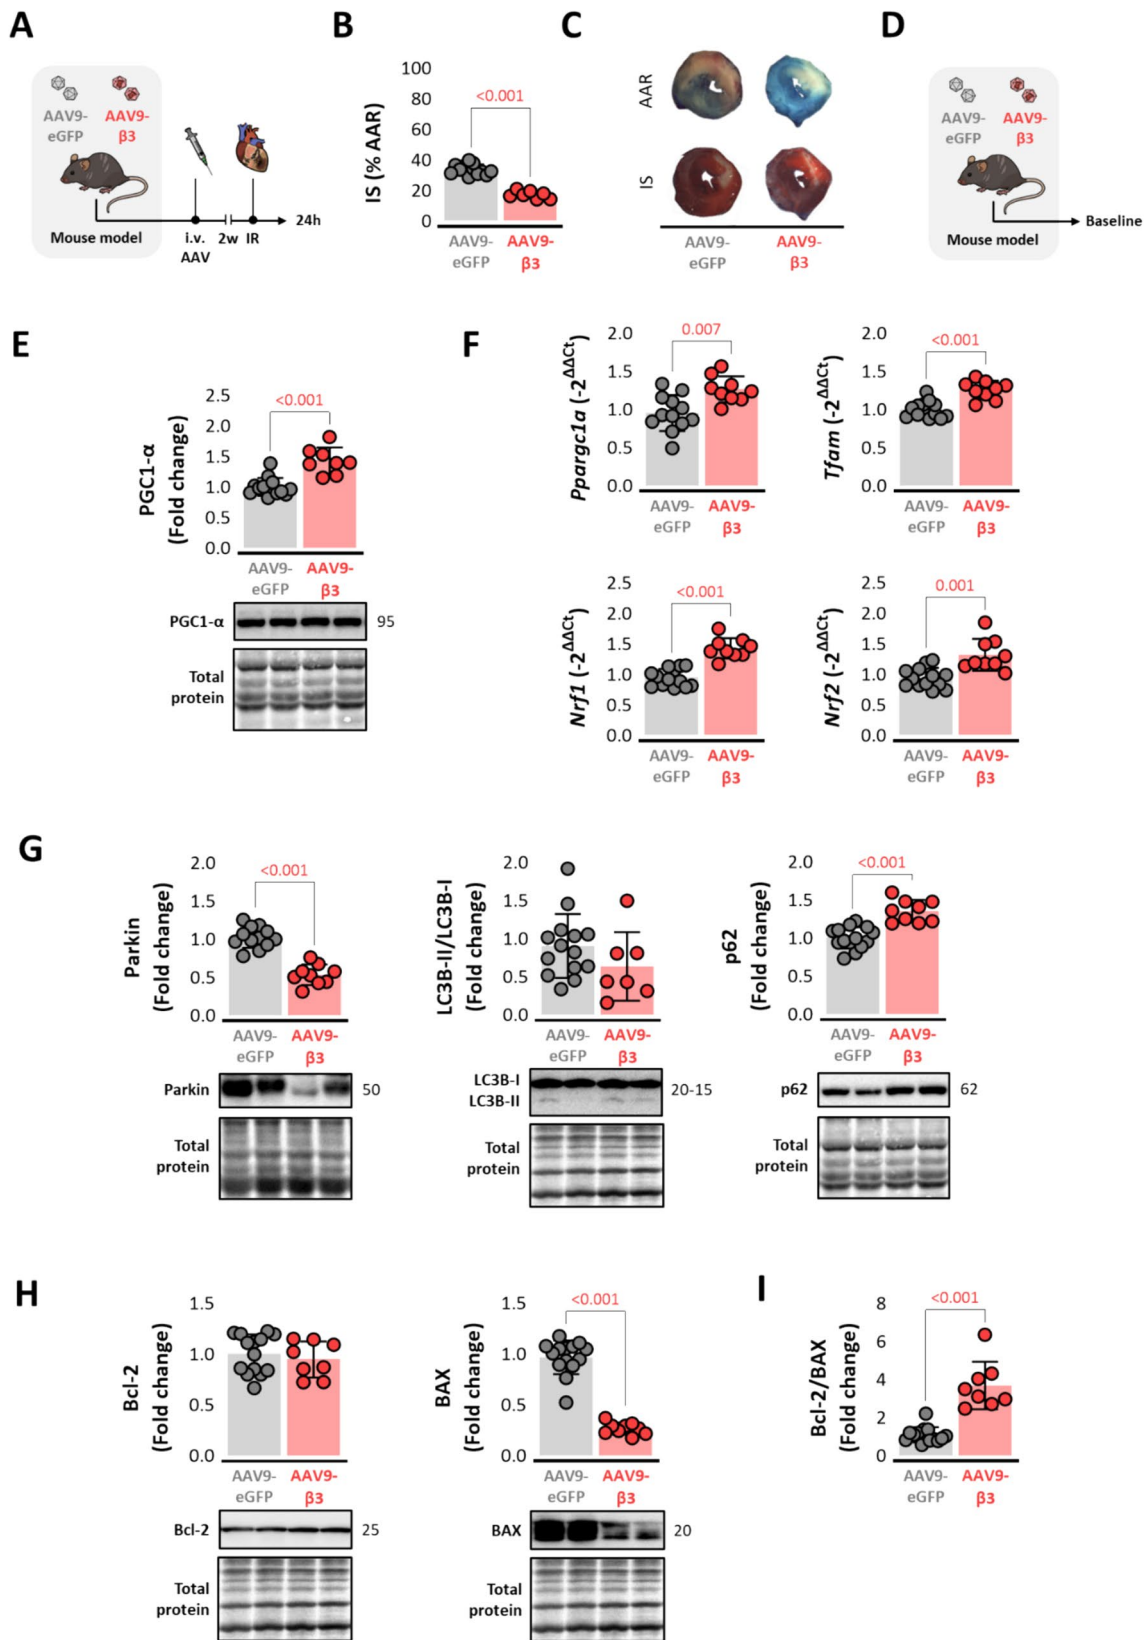 A
AAV9-
eGFP
AAV9-
β3
Mouse model
i.v.
AAV
2w
IR
24h
B
IS (% AAR)
100
80
60
40
20
0
<0.001
AAV9-
eGFP
AAV9-
β3
C
AAR
IS
AAV9-
eGFP
AAV9-
β3
D
AAV9-
eGFP
AAV9-
β3
Mouse model
Baseline
E
PGC1-α
(Fold change)
2.5
2.0
1.5
1.0
0.5
0.0
<0.001
AAV9-
eGFP
AAV9-
β3
PGC1-α
95
Total
protein
F
Ppargc1a (-2^ΔΔCt)
2.0
1.5
1.0
0.5
0.0
0.007
AAV9-
eGFP
AAV9-
β3
Tfam (-2^ΔΔCt)
2.0
1.5
1.0
0.5
0.0
<0.001
AAV9-
eGFP
AAV9-
β3
Nrf1 (-2^ΔΔCt)
2.5
2.0
1.5
1.0
0.5
0.0
<0.001
AAV9-
eGFP
AAV9-
β3
Nrf2 (-2^ΔΔCt)
2.5
2.0
1.5
1.0
0.5
0.0
0.001
AAV9-
eGFP
AAV9-
β3
G
Parkin
(Fold change)
2.0
1.5
1.0
0.5
0.0
<0.001
AAV9-
eGFP
AAV9-
β3
Parkin
50
Total
protein
LC3B-II/LC3B-I
(Fold change)
2.0
1.5
1.0
0.5
0.0
AAV9-
eGFP
AAV9-
β3
LC3B-I
LC3B-II
20-15
Total
protein
p62
(Fold change)
2.0
1.5
1.0
0.5
0.0
<0.001
AAV9-
eGFP
AAV9-
β3
p62
62
Total
protein
H
Bcl-2
(Fold change)
1.5
1.0
0.5
0.0
AAV9-
eGFP
AAV9-
β3
Bcl-2
25
Total
protein
BAX
(Fold change)
1.5
1.0
0.5
0.0
<0.001
AAV9-
eGFP
AAV9-
β3
BAX
20
Total
protein
I
Bcl-2/BAX
(Fold change)
8
6
4
2
0
<0.001
AAV9-
eGFP
AAV9-
β3